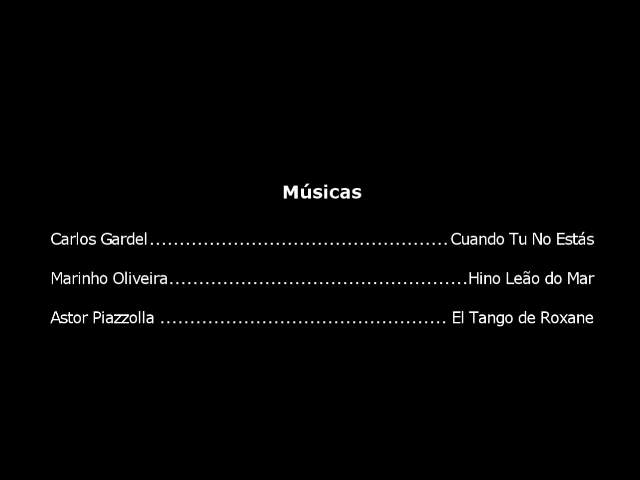 Músicas
Carlos Gardel..................................................Cuando Tu No Estás
Marinho Oliveira..................................................Hino Leão do Mar
Astor Piazzolla ................................................ El Tango de Roxane